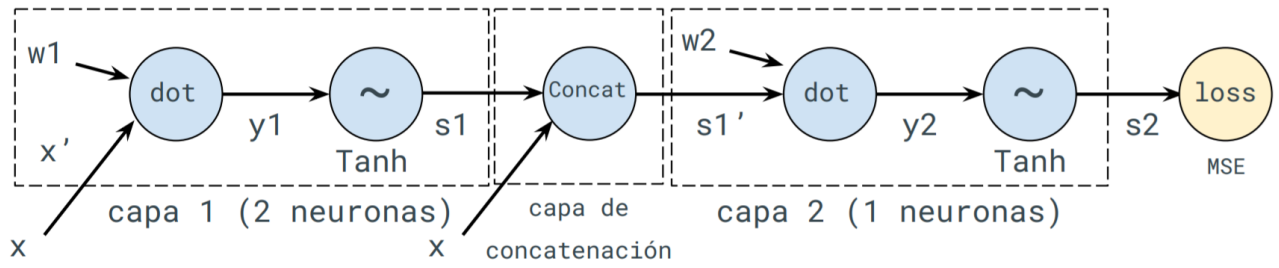 w1
dot
x'
y1
~
Tanh
s1
x
capa 1 (2 neuronas)
Concat
x
capa de
concatenación
w2
s1'
dot
y2
~
Tanh
capa 2 (1 neuronas)
s2
loss
MSE